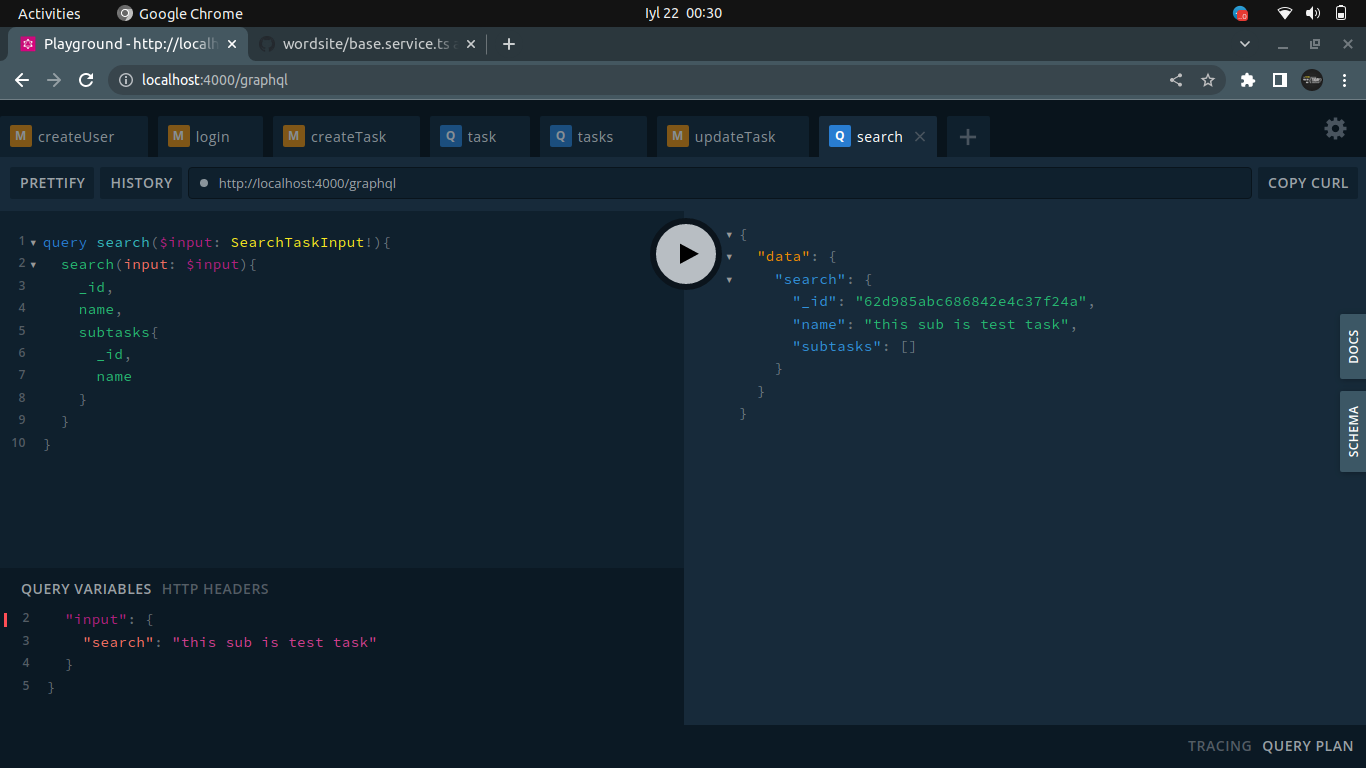 Activities Google Chrome Iyl 22 00:30
Playground - http://localh wordsite/base.service.ts a
localhost:4000/graphql
M createUser M login M createTask Q task Q tasks M updateTask Q search
PRETTIFY HISTORY http://localhost:4000/graphql COPY CURL
1 query search($input: SearchTaskInput!){
2 search(input: $input){
3 _id,
4 name,
5 subtasks{
6 _id,
7 name
8 }
9 }
10 }
{
"data": {
"search": {
"_id": "62d985abc686842e4c37f24a",
"name": "this sub is test task",
"subtasks": []
}
}
}
DOCS
SCHEMA
QUERY VARIABLES HTTP HEADERS
2 "input": {
3 "search": "this sub is test task"
4 }
5 }
TRACING QUERY PLAN